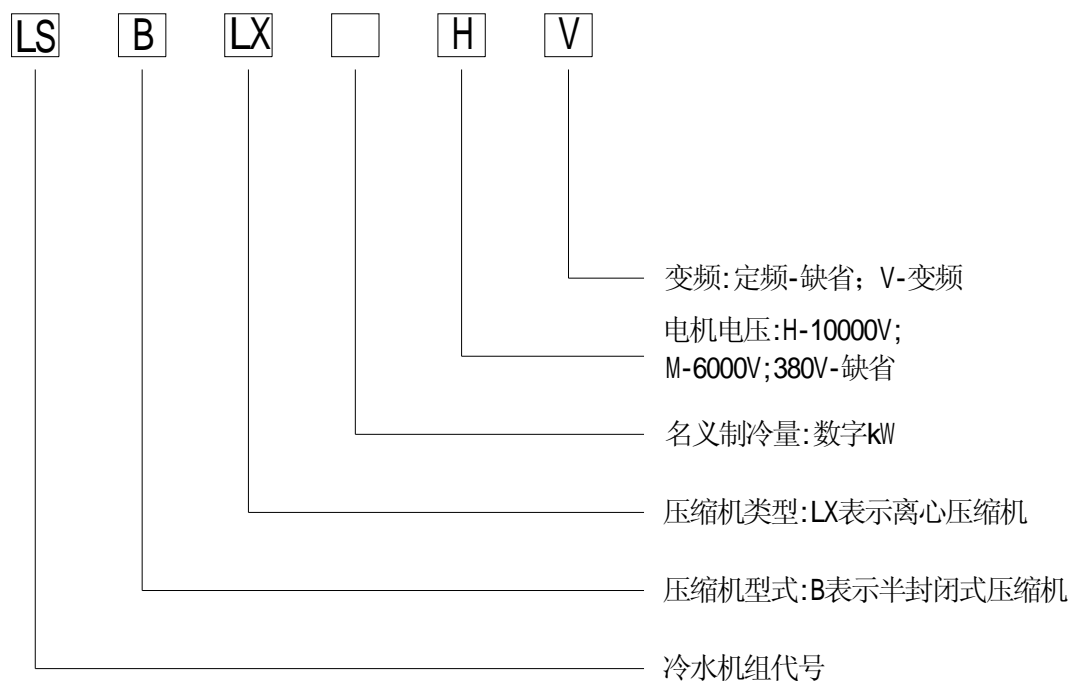 LS B LX H V
变频:定频-缺省；V-变频
电机电压:H-10000V;
M-6000V;380V-缺省
名义制冷量:数字kW
压缩机类型:LX表示离心压缩机
压缩机型式:B表示半封闭式压缩机
冷水机组代号